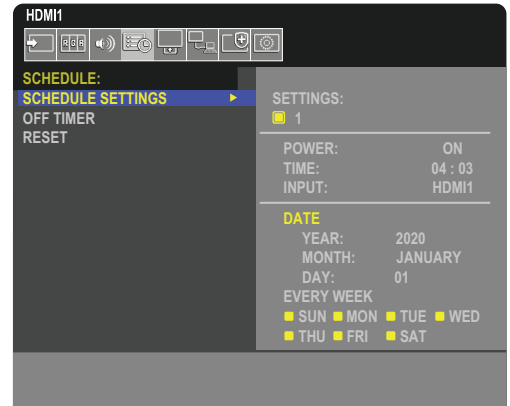 HDMI1
RGB
SCHEDULE:
SCHEDULE SETTINGS
OFF TIMER
RESET
SETTINGS:
1
POWER: ON
TIME: 04 : 03
INPUT: HDMI1
DATE
YEAR: 2020
MONTH: JANUARY
DAY: 01
EVERY WEEK
SUN MON TUE WED
THU FRI SAT